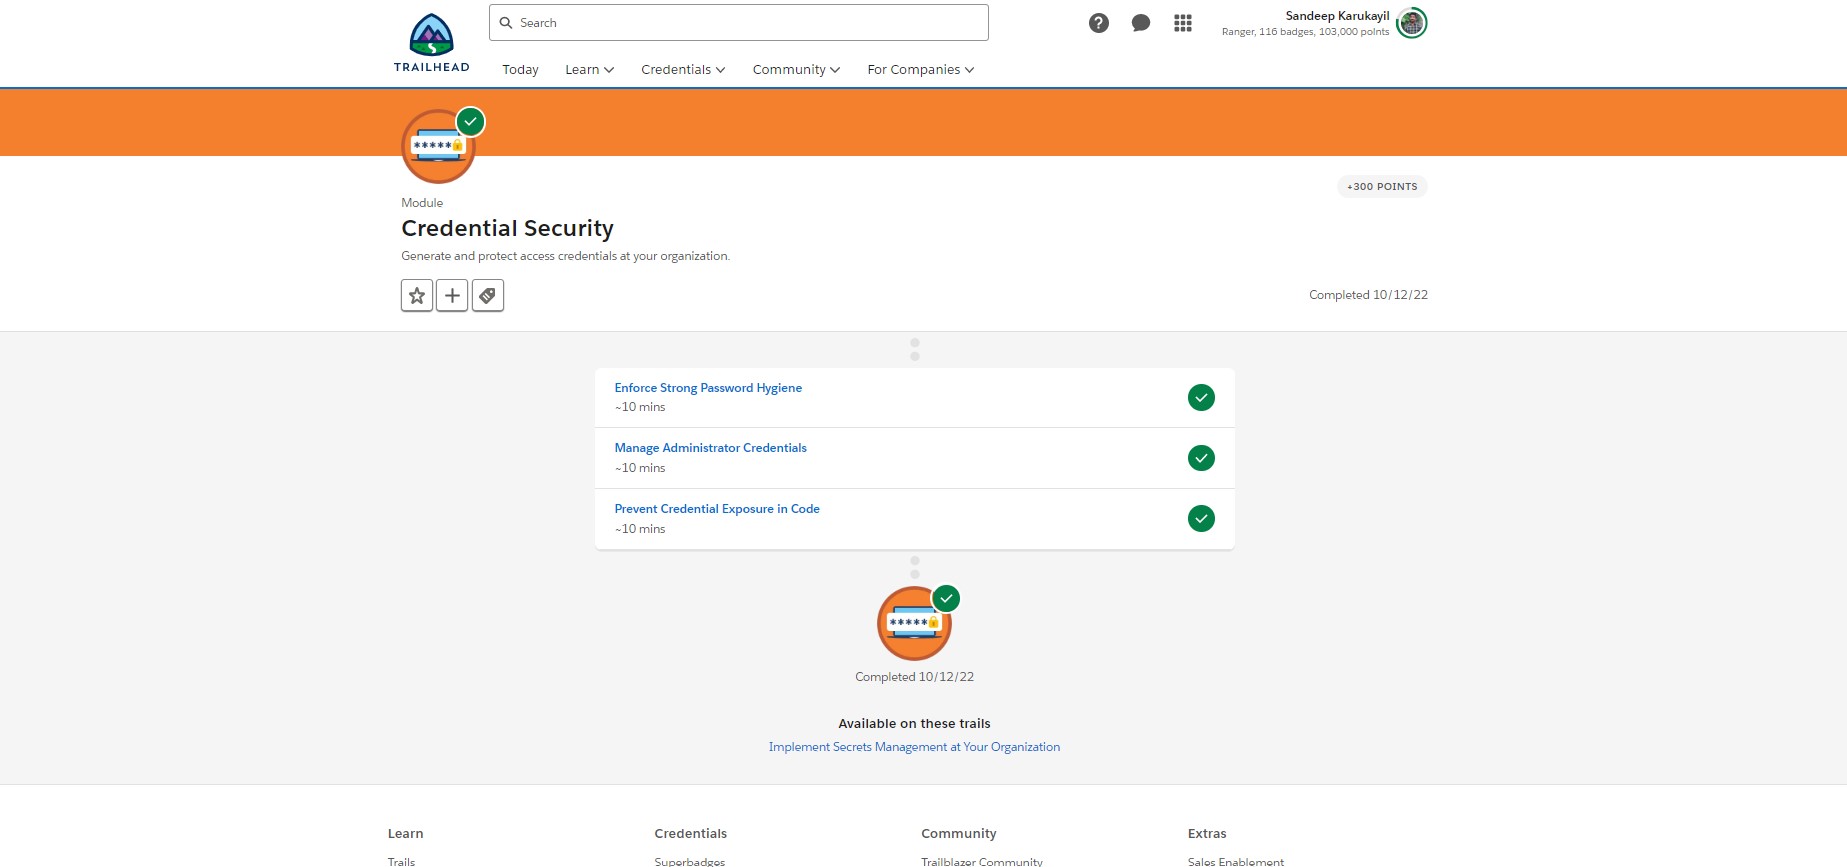 TRAILHEAD
Search
Sandeep Karukayil
Ranger, 116 badges, 103,000 points
Today
Learn
Credentials
Community
For Companies
*****
+300 POINTS
Module
Credential Security
Generate and protect access credentials at your organization.
Completed 10/12/22
Enforce Strong Password Hygiene
~10 mins
Manage Administrator Credentials
~10 mins
Prevent Credential Exposure in Code
~10 mins
*****
Completed 10/12/22
Available on these trails
Implement Secrets Management at Your Organization
Learn
Credentials
Community
Extras
Trails
Superbadges
Trailblazer Community
Sales Enablement